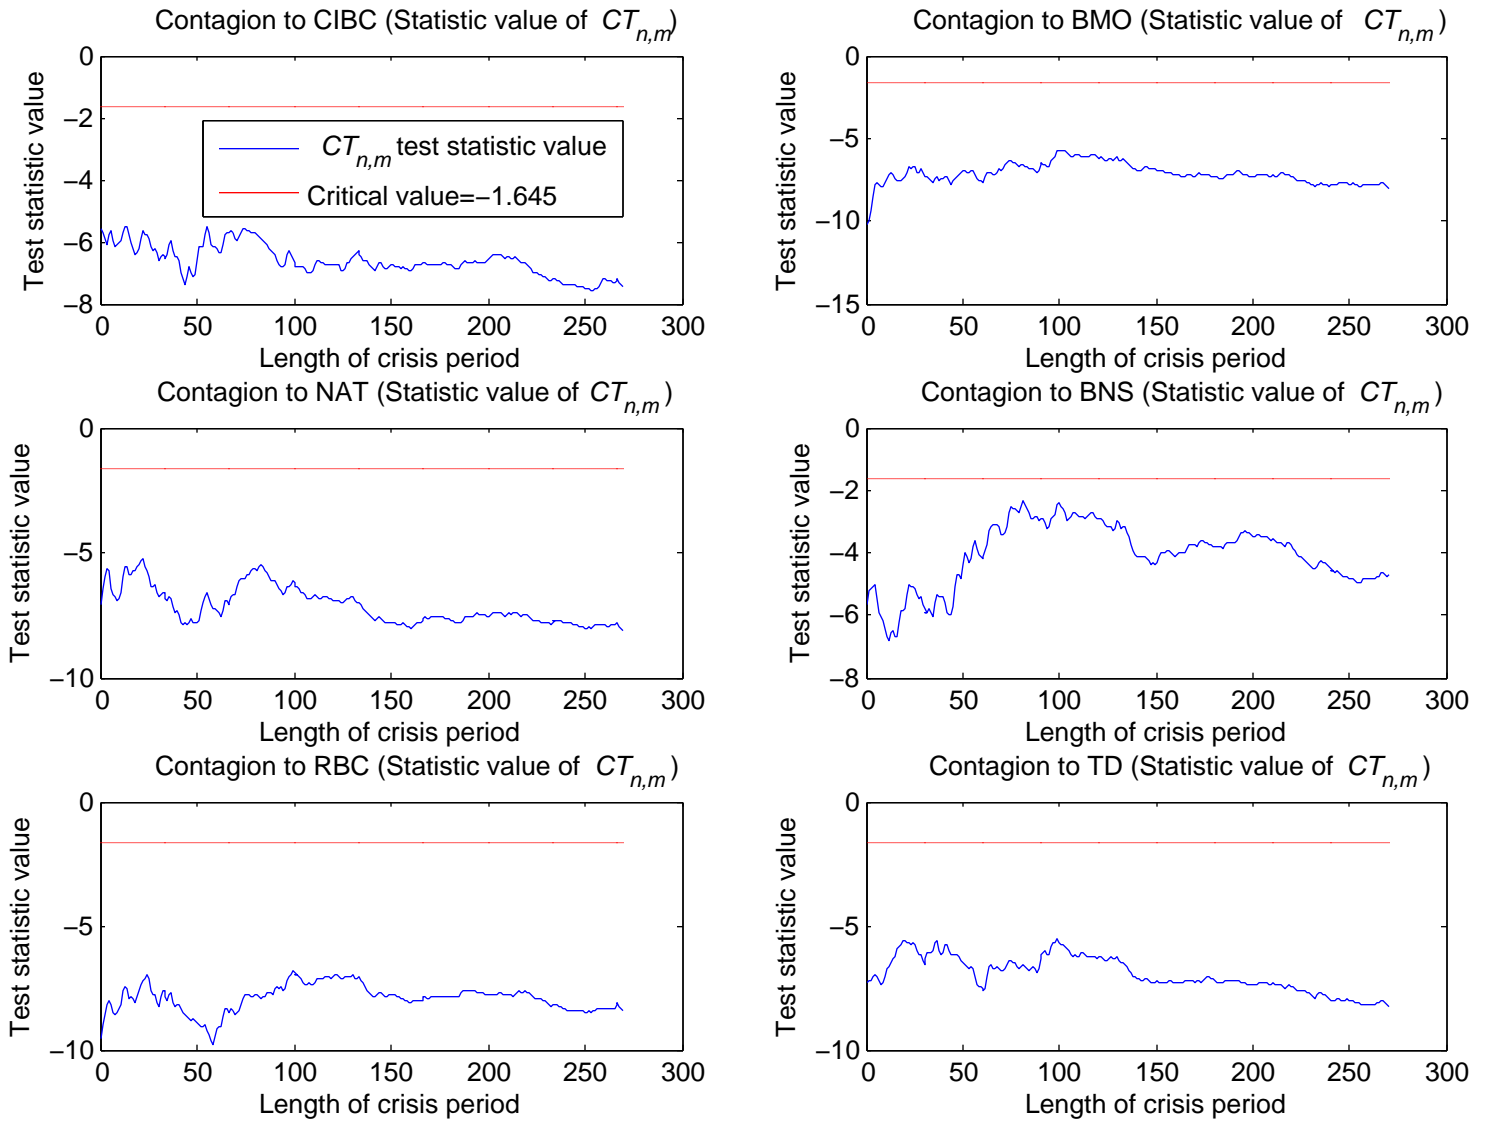 Contagion to CIBC (Statistic value of CTn,m)
0
−2
−4
−6
−8
Test statistic value
CTn,m test statistic value
Critical value=−1.645
0 50 100 150 200 250 300
Length of crisis period
Contagion to BMO (Statistic value of CTn,m)
0
−5
−10
−15
Test statistic value
0 50 100 150 200 250 300
Length of crisis period
Contagion to NAT (Statistic value of CTn,m)
0
−5
−10
Test statistic value
0 50 100 150 200 250 300
Length of crisis period
Contagion to BNS (Statistic value of CTn,m)
0
−2
−4
−6
−8
Test statistic value
0 50 100 150 200 250 300
Length of crisis period
Contagion to RBC (Statistic value of CTn,m)
0
−5
−10
Test statistic value
0 50 100 150 200 250 300
Length of crisis period
Contagion to TD (Statistic value of CTn,m)
0
−5
−10
Test statistic value
0 50 100 150 200 250 300
Length of crisis period